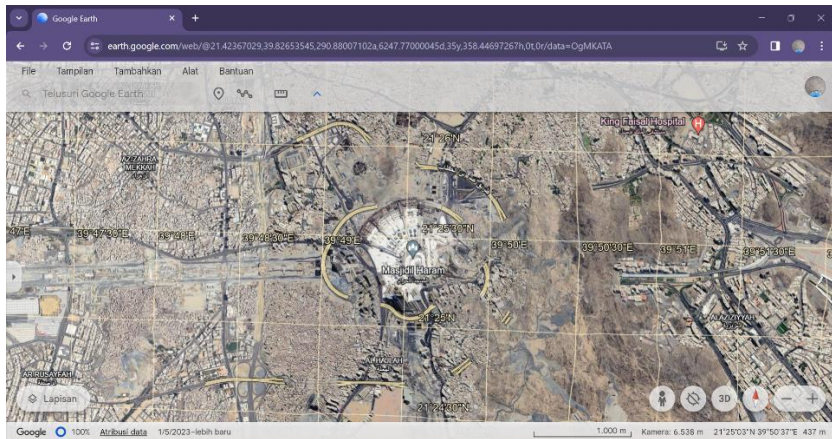 Google Earth
earth.google.com/web/@21.42367029,39.82653545,290.88007102a,6247.77000045d,35y,358.44697267h,0t,0r/data=OgMKATA
File Tampilan Tambahkan Alat Bantuan
Telusuri Google Earth
King Faisal Hospital
21°26'N
AZ ZAHRA
MEKKAH
47'E 39°47'30"E 39°48'E 39°48'30"E 39°49'E 21°25'30"N 39°50'E 39°50'30"E 39°51'E 39°51'30"E
Masjidil Haram
21°25'N
AL AZIZIYYAH
AL HIJLAH
AR RUSAYFAH
Lapisan
21°24'30"N
3D
Google 100% Atribusi data 1/5/2023–lebih baru 1.000 m Kamera: 6.538 m 21°25'03"N 39°50'37"E 437 m